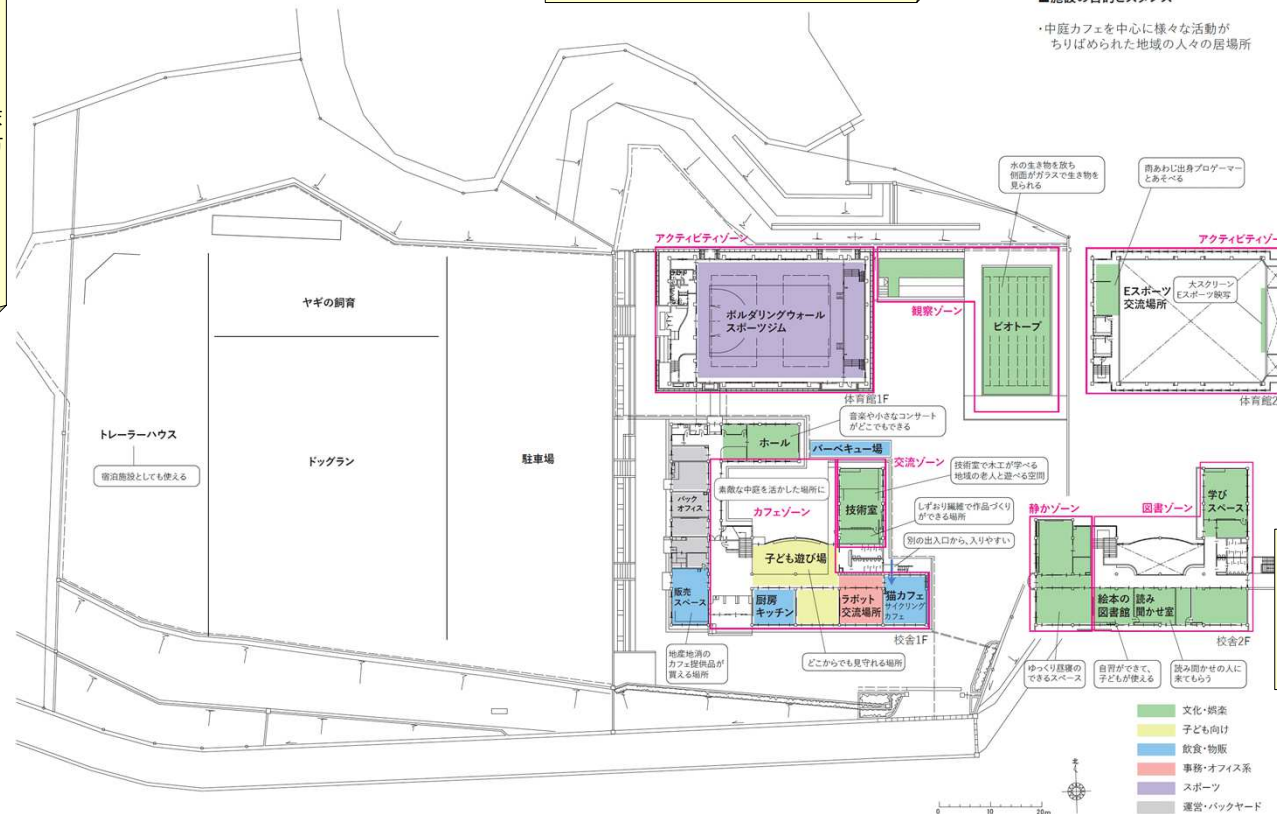 ・中庭カフェを中心に様々な活動が
ちりばめられた地域の人々の居場所
水の生き物を放ち
側面がガラスで生き物を
見られる
南あわじ出身プロゲーマー
とあそべる
アクティビティゾーン
アクティビティゾー
ヤギの飼育
ボルダリングウォール
スポーツジム
観察ゾーン
ビオトープ
Eスポーツ
交流場所
大スクリーン
Eスポーツ映写
体育館1F
体育館2
音楽や小さなコンサート
がどこでもできる
トレーラーハウス
宿泊施設としても使える
ドッグラン
駐車場
ホール
バーベキュー場
交流ゾーン
技術室で木工が学べる
地域の老人と遊べる空間
素敵な中庭を活かした場所に
カフェゾーン
バック
オフィス
技術室
しずおり繊維で作品づくり
ができる場所
別の出入口から、入りやすい
静かゾーン
図書ゾーン
学び
スペース
子ども遊び場
販売
スペース
厨房
キッチン
ラボット
交流場所
猫カフェ
サイクリング
カフェ
絵本の
図書館
読み
聞かせ室
校舎1F
校舎2F
地産地消の
カフェ提供品が
買える場所
どこからでも見守れる場所
ゆっくり昼寝の
できるスペース
自習ができて、
子どもが使える
読み聞かせの人に
来てもらう
文化・娯楽
子ども向け
飲食・物販
事務・オフィス系
スポーツ
運営・バックヤード
北
0 10 20m